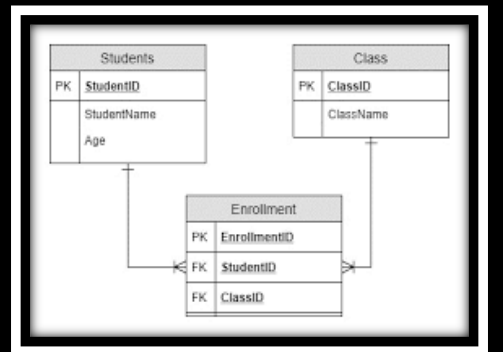 Students
PK StudentID
StudentName
Age
Class
PK ClassID
ClassName
Enrollment
PK EnrollmentID
FK StudentID
FK ClassID